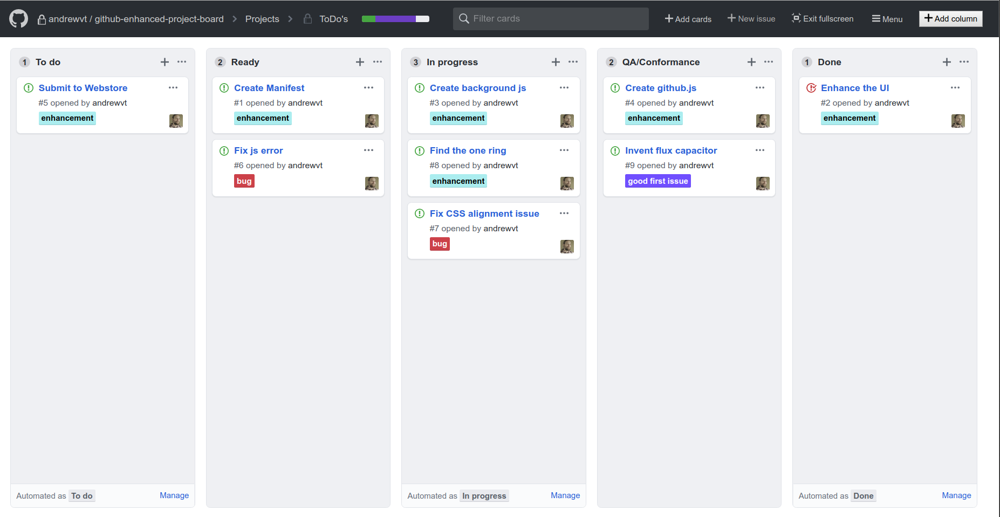 andrewvt / github-enhanced-project-board Projects ToDo's Filter cards Add cards New issue Exit fullscreen Menu Add column
1 To do
Submit to Webstore
#5 opened by andrewvt
enhancement
Automated as To do Manage
2 Ready
Create Manifest
#1 opened by andrewvt
enhancement
Fix js error
#6 opened by andrewvt
bug
3 In progress
Create background js
#3 opened by andrewvt
enhancement
Find the one ring
#8 opened by andrewvt
enhancement
Fix CSS alignment issue
#7 opened by andrewvt
bug
Automated as In progress Manage
2 QA/Conformance
Create github.js
#4 opened by andrewvt
enhancement
Invent flux capacitor
#9 opened by andrewvt
good first issue
1 Done
Enhance the UI
#2 opened by andrewvt
enhancement
Automated as Done Manage